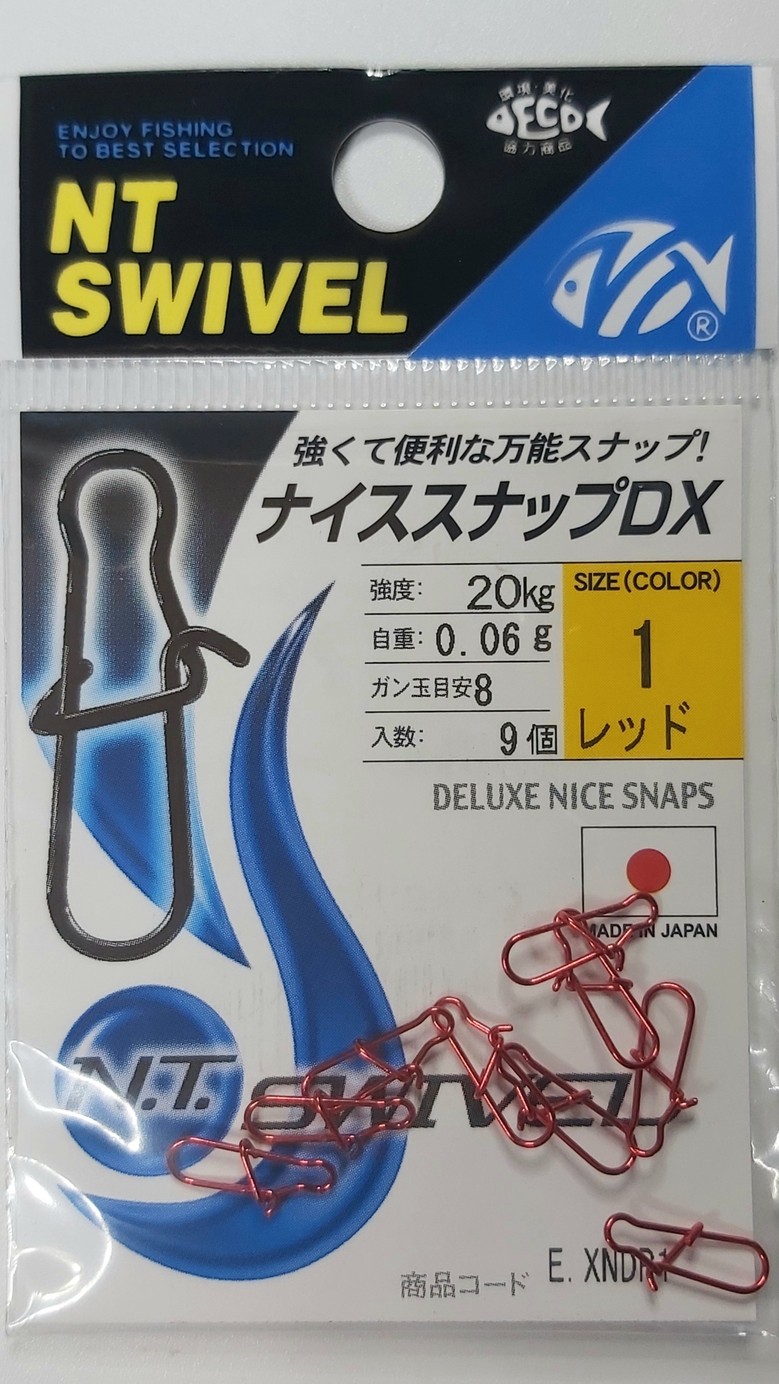 環境・美化
DECO
協力商品
ENJOY FISHING
TO BEST SELECTION
NT
SWIVEL
®
強くて便利な万能スナップ!
ナイススナップDX
強度: 20kg
自重: 0.06g
ガン玉目安8
入数: 9個
SIZE(COLOR)
1
レッド
DELUXE NICE SNAPS
MADE IN JAPAN
N.T. SWIVEL
商品コード E. XNDR1